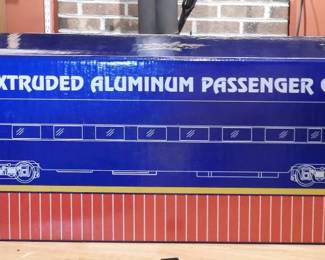 XTRUDED ALUMINUM PASSENGER C